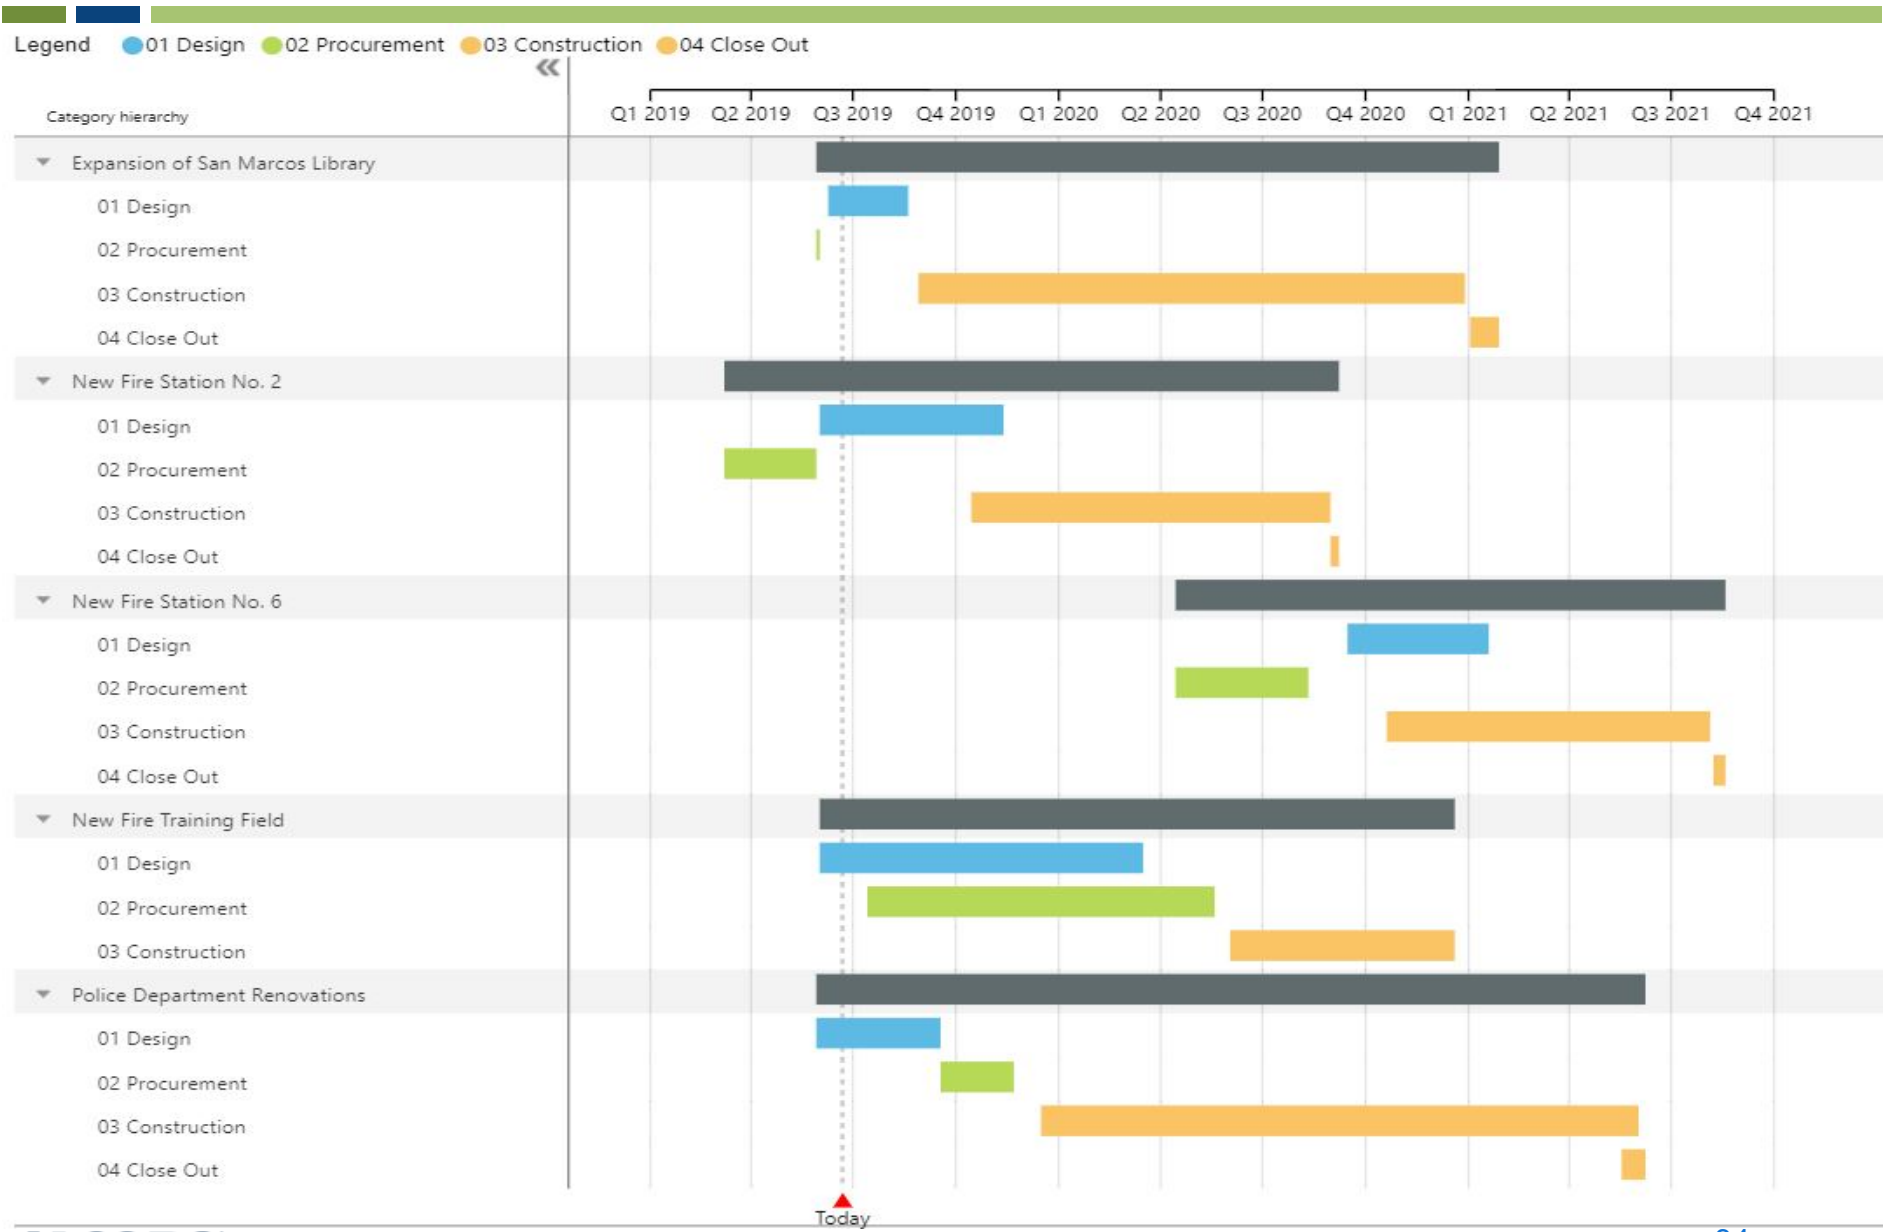 Legend 01 Design 02 Procurement 03 Construction 04 Close Out
Category hierarchy
Q1 2019 Q2 2019 Q3 2019 Q4 2019 Q1 2020 Q2 2020 Q3 2020 Q4 2020 Q1 2021 Q2 2021 Q3 2021 Q4 2021
Expansion of San Marcos Library
01 Design
02 Procurement
03 Construction
04 Close Out
New Fire Station No. 2
01 Design
02 Procurement
03 Construction
04 Close Out
New Fire Station No. 6
01 Design
02 Procurement
03 Construction
04 Close Out
New Fire Training Field
01 Design
02 Procurement
03 Construction
Police Department Renovations
01 Design
02 Procurement
03 Construction
04 Close Out
Today